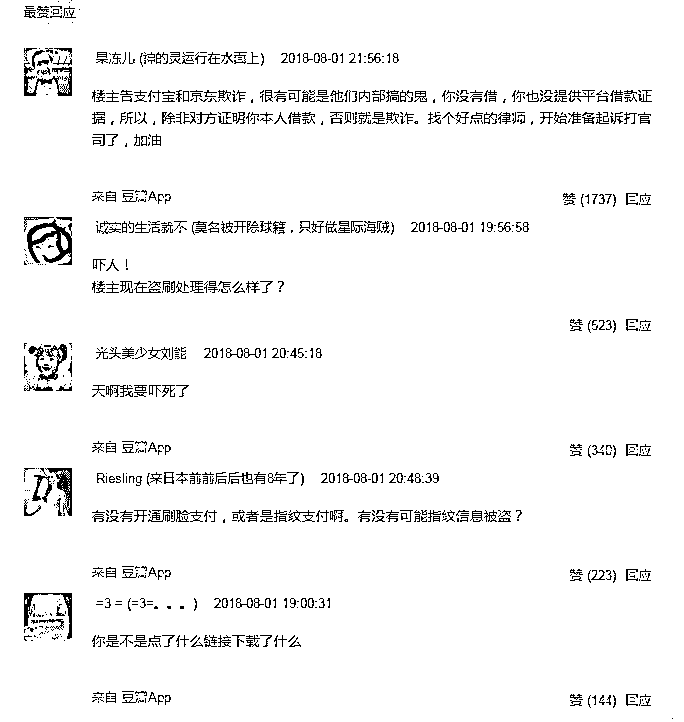 最赞回应
果冻儿 (神的灵运行在水面上) 2018-08-01 21:56:18
楼主告支付宝和京东欺诈，很有可能是他们内部搞的鬼，你没有借，你也没提供平台借款证
据，所以，除非对方证明你本人借款，否则就是欺诈。找个好点的律师，开始准备起诉打官
司了，加油
来自 豆瓣App
赞 (1737) 回应
诚实的生活就不 (莫名被开除球籍，只好做星际海贼) 2018-08-01 19:56:58
吓人！
楼主现在盗刷处理得怎么样了？
赞 (523) 回应
光头美少女刘能 2018-08-01 20:45:18
天啊我要吓死了
来自 豆瓣App
赞 (340) 回应
Riesling (来日本前前后后也有8年了) 2018-08-01 20:48:39
有没有开通刷脸支付，或者是指纹支付啊。有没有可能指纹信息被盗？
来自 豆瓣App
赞 (223) 回应
=3 = (=3=。。。) 2018-08-01 19:00:31
你是不是点了什么链接下载了什么
来自 豆瓣App
赞 (144) 回应